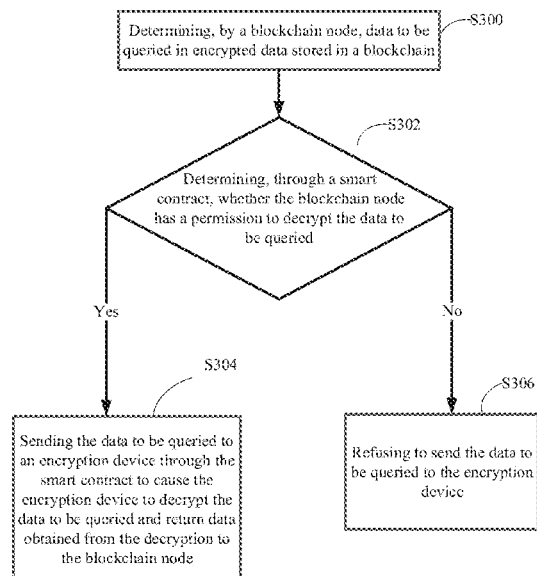 S300
Determining, by a blockchain node, data to be
queried in encrypted data stored in a blockchain
S302
Determining, through a smart
contract, whether the blockchain node
has a permission to decrypt the data to
be queried
Yes
No
S304
S306
Sending the data to be queried to
an encryption device through the
smart contract to cause the
encryption device to decrypt the
data to be queried and return data
obtained from the decryption to
the blockchain node
Refusing to send the data to
be queried to the encryption
device